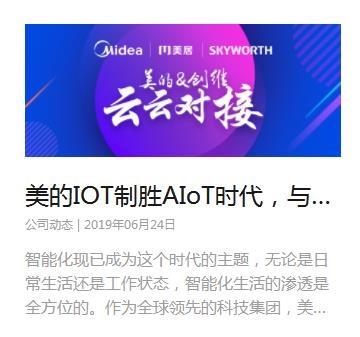 Midea | 美居 | SKYWORTH
美的&创维
云云对接
美的IOT制胜AIoT时代，与...
公司动态 | 2019年06月24日
智能化现已成为这个时代的主题，无论是日
常生活还是工作状态，智能化生活的渗透是
全方位的。作为全球领先的科技集团，美...